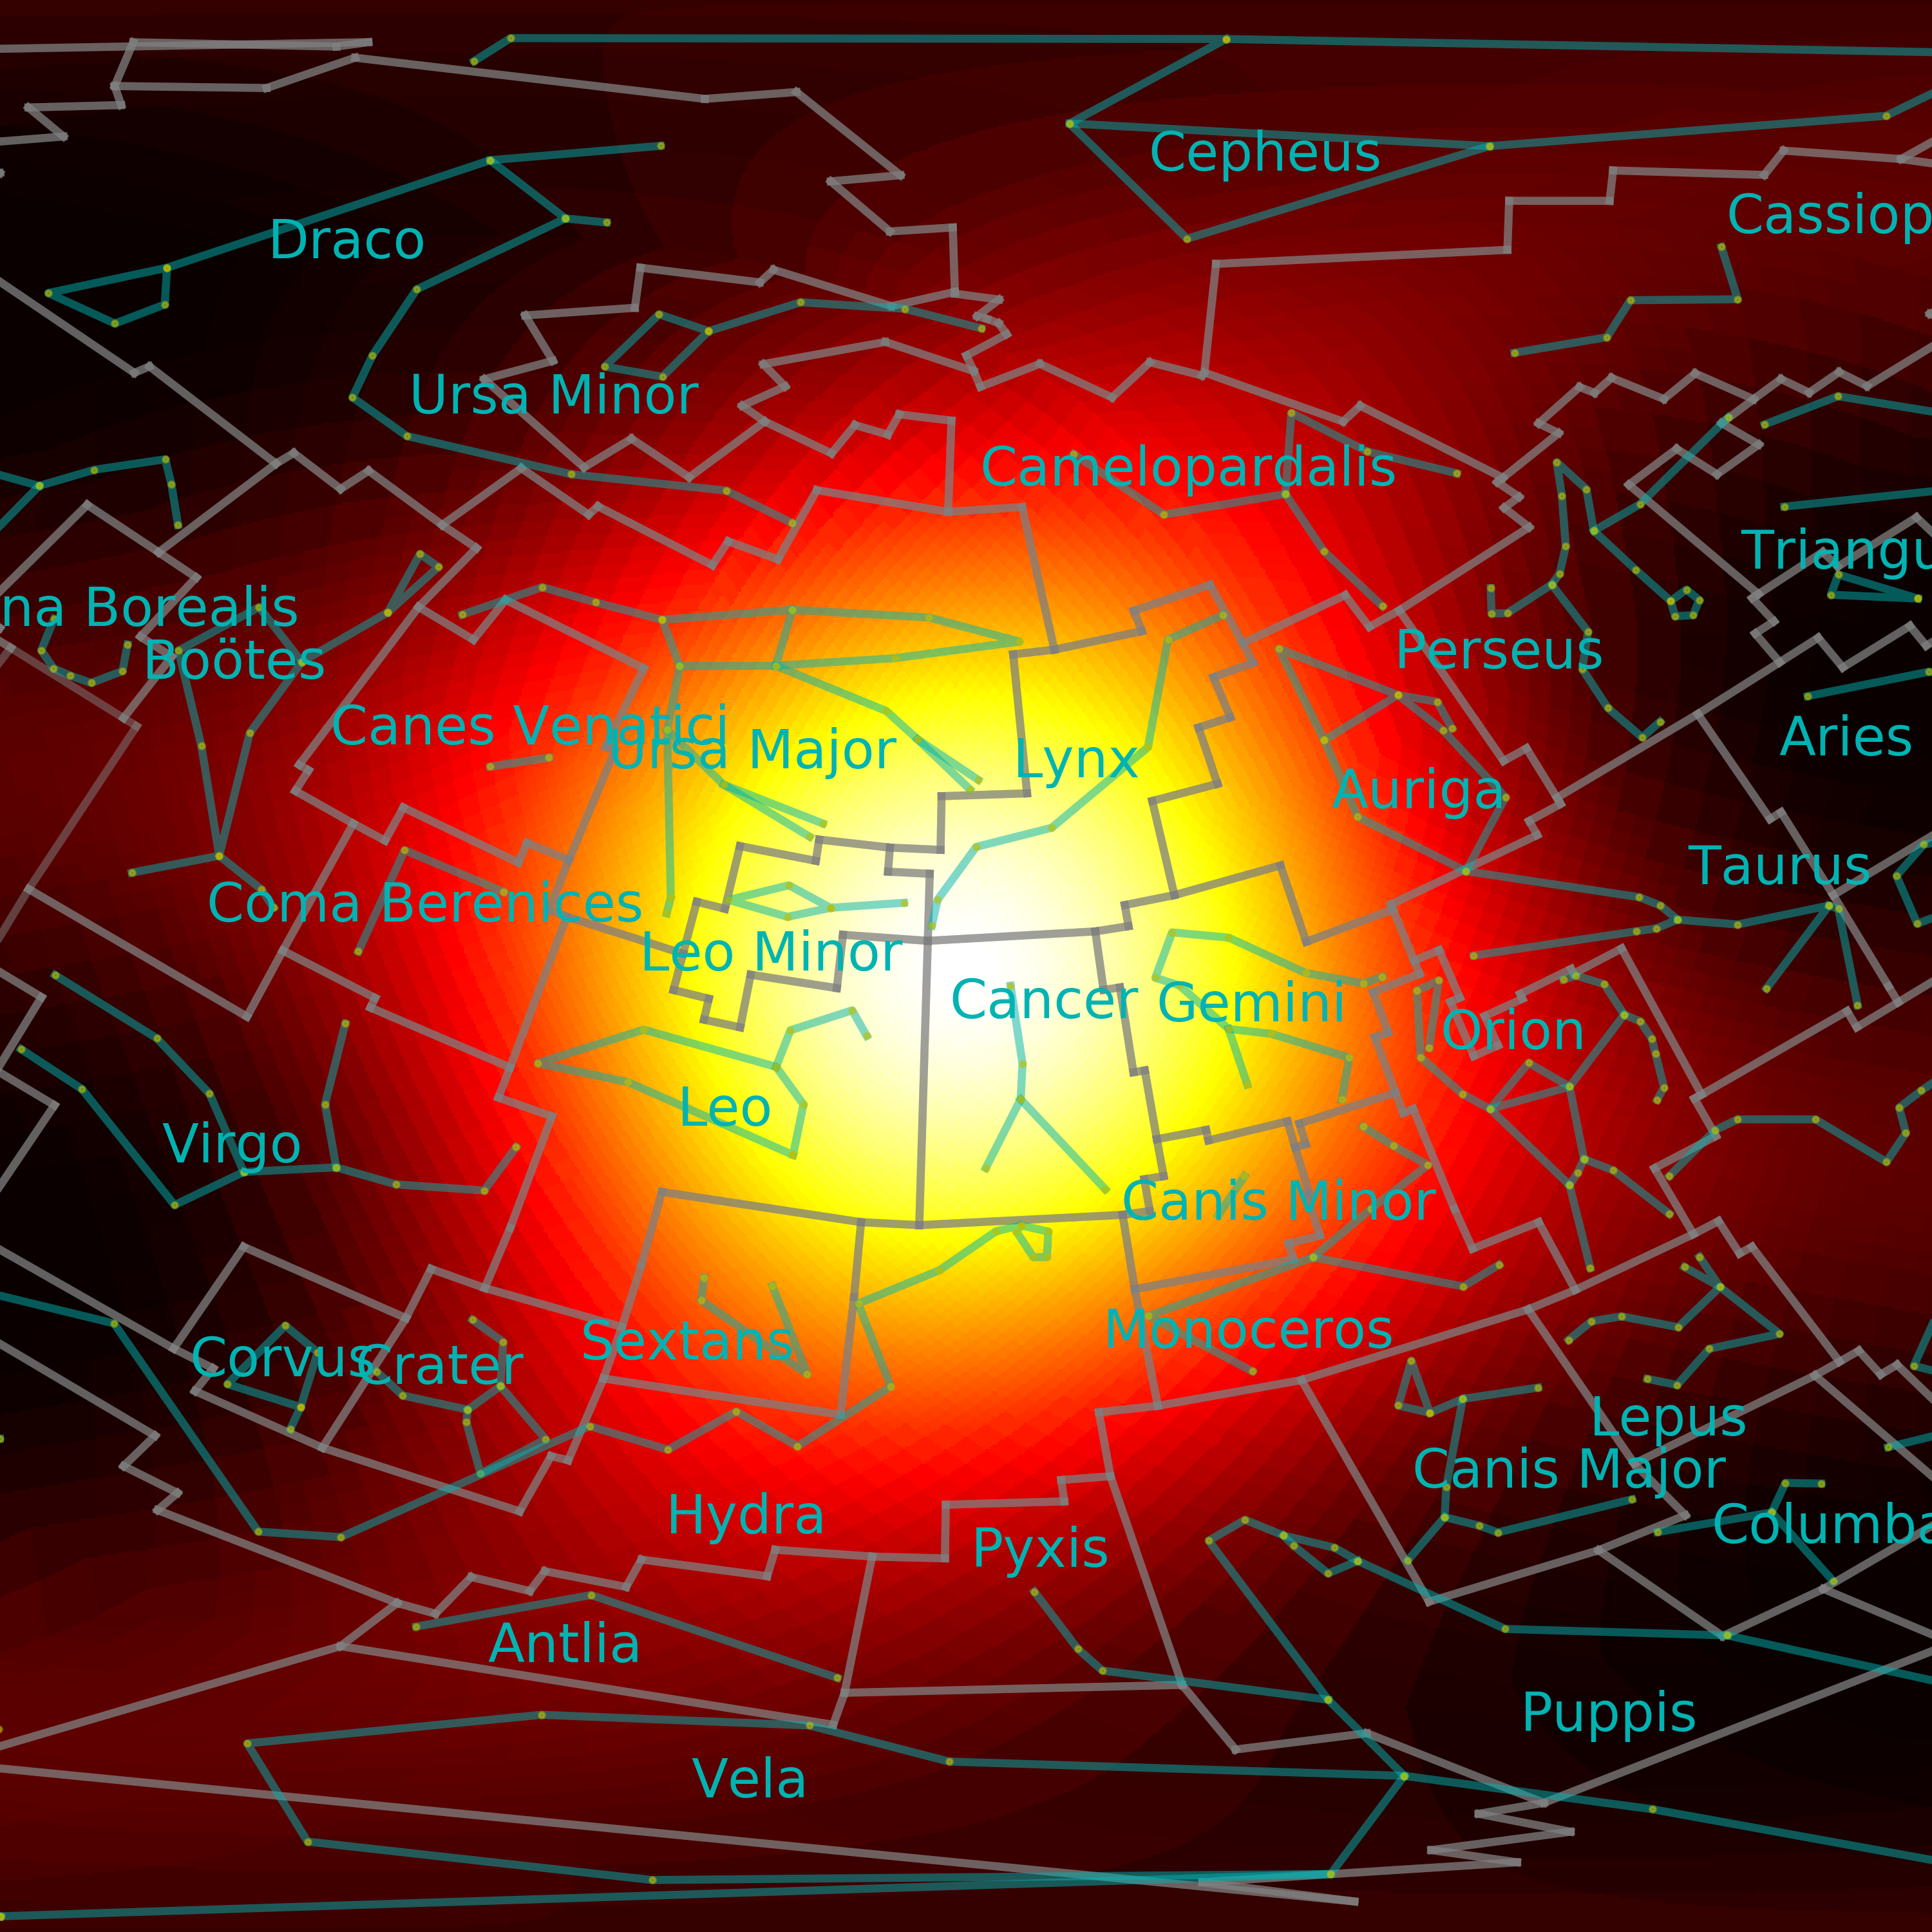 Cepheus
Cassiop
Draco
Ursa Minor
Camelopardalis
Triangu
na Borealis
Boötes
Perseus
Canes Venatici
Ursa Major
Lynx
Aries
Auriga
Taurus
Coma Berenices
Leo Minor
Cancer
Gemini
Orion
Leo
Virgo
Canis Minor
Monoceros
Sextans
Corvus
Crater
Lepus
Canis Major
Hydra
Pyxis
Columba
Antlia
Puppis
Vela